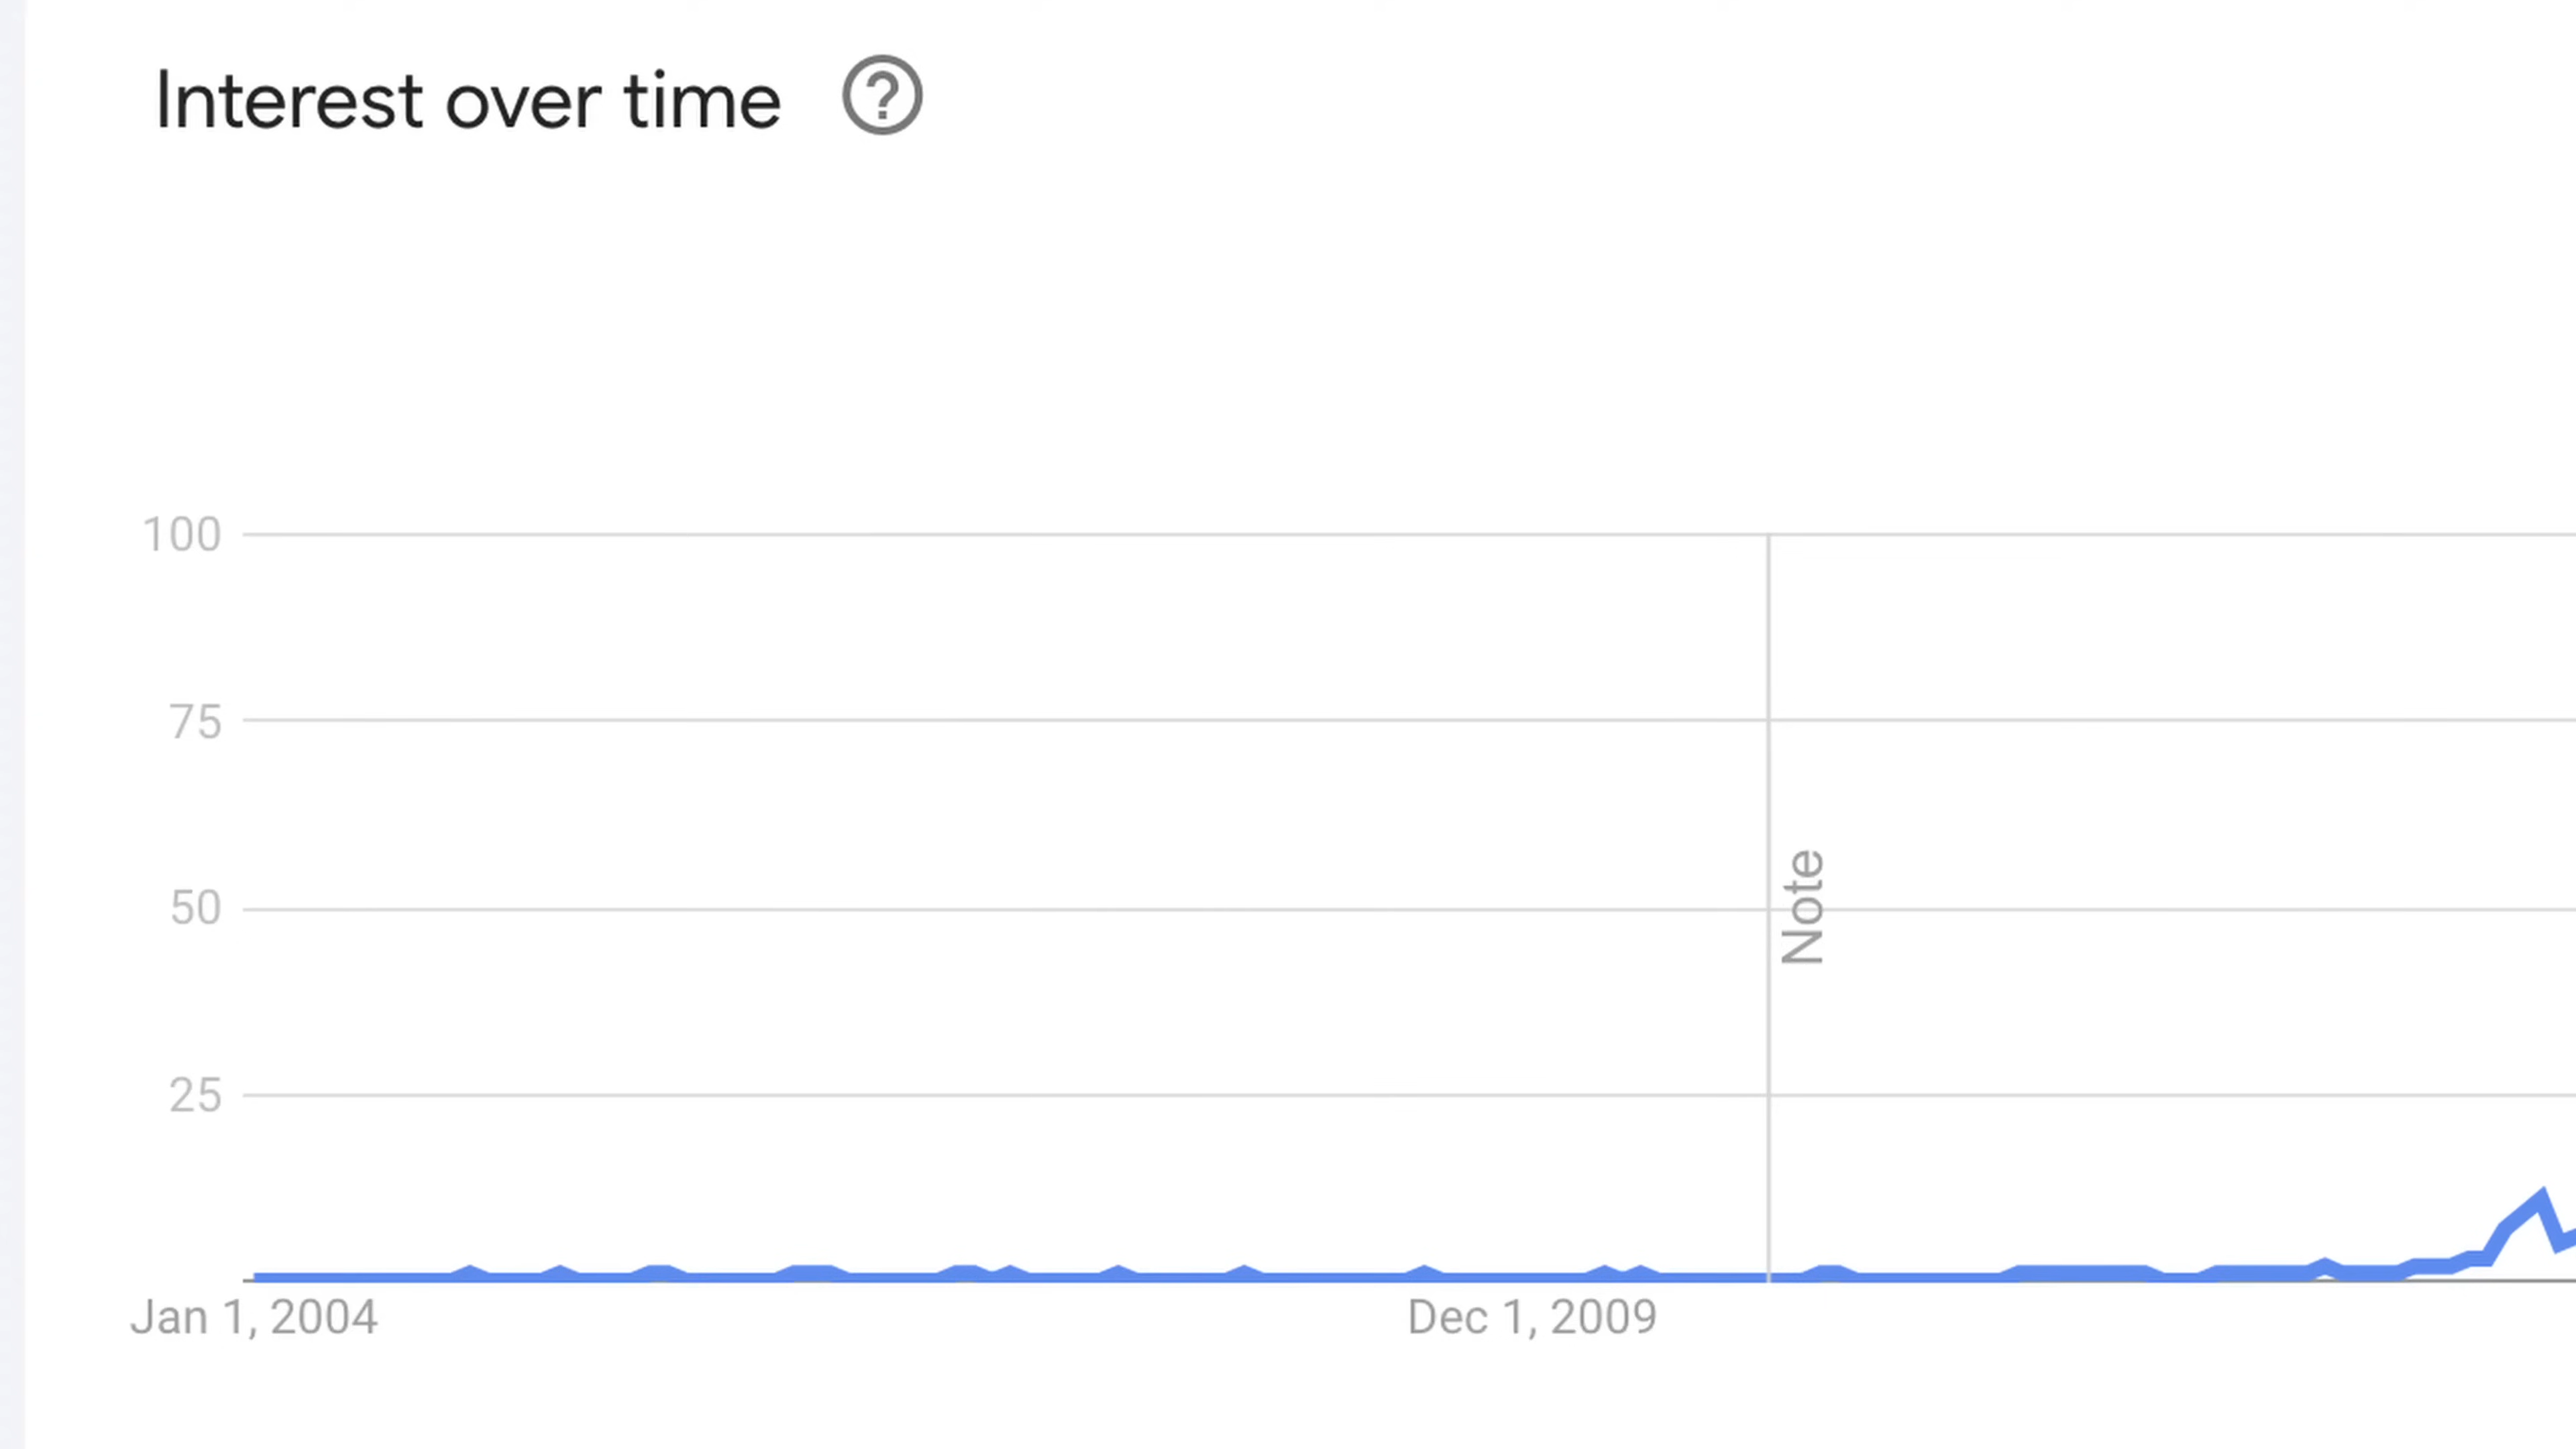 Interest over time ?
100
75
50
25
Note
Jan 1, 2004
Dec 1, 2009